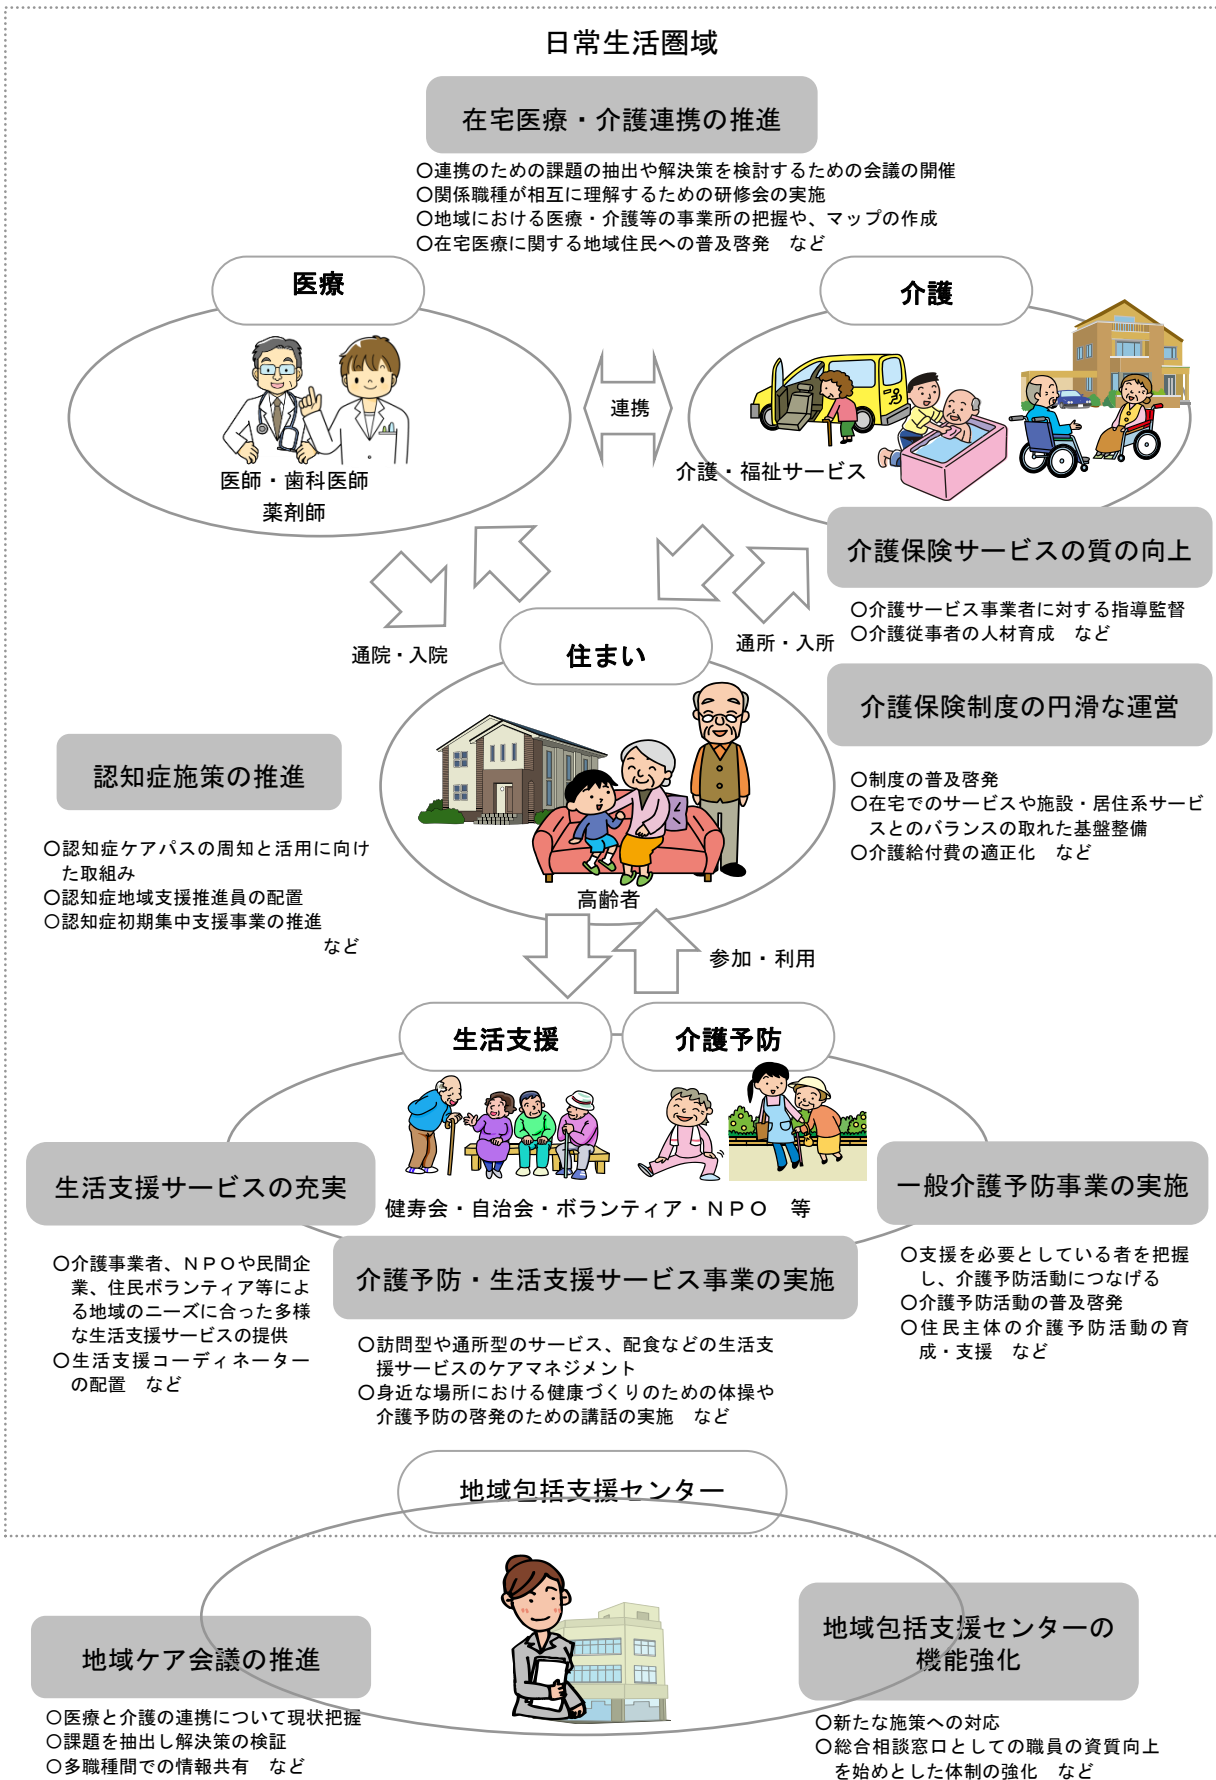 日常生活圏域
在宅医療・介護連携の推進
〇連携のための課題の抽出や解決策を検討するための会議の開催
〇関係職種が相互に理解するための研修会の実施
〇地域における医療・介護等の事業所の把握や、マップの作成
〇在宅医療に関する地域住民への普及啓発　など
医療
介護
連携
医師・歯科医師
薬剤師
介護・福祉サービス
介護保険サービスの質の向上
〇介護サービス事業者に対する指導監督
〇介護従事者の人材育成　など
通院・入院
住まい
通所・入所
介護保険制度の円滑な運営
〇制度の普及啓発
〇在宅でのサービスや施設・居住系サービ
スとのバランスの取れた基盤整備
〇介護給付費の適正化　など
認知症施策の推進
〇認知症ケアパスの周知と活用に向け
た取組み
〇認知症地域支援推進員の配置
〇認知症初期集中支援事業の推進
など
高齢者
参加・利用
生活支援
介護予防
健寿会・自治会・ボランティア・ＮＰＯ　等
生活支援サービスの充実
〇介護事業者、ＮＰＯや民間企
業、住民ボランティア等によ
る地域のニーズに合った多様
な生活支援サービスの提供
〇生活支援コーディネーター
の配置　など
介護予防・生活支援サービス事業の実施
〇訪問型や通所型のサービス、配食などの生活支
援サービスのケアマネジメント
〇身近な場所における健康づくりのための体操や
介護予防の啓発のための講話の実施　など
一般介護予防事業の実施
〇支援を必要としている者を把握
し、介護予防活動につなげる
〇介護予防活動の普及啓発
〇住民主体の介護予防活動の育
成・支援　など
地域包括支援センター
地域ケア会議の推進
〇医療と介護の連携について現状把握
〇課題を抽出し解決策の検証
〇多職種間での情報共有　など
地域包括支援センターの
機能強化
〇新たな施策への対応
〇総合相談窓口としての職員の資質向上
を始めとした体制の強化　など